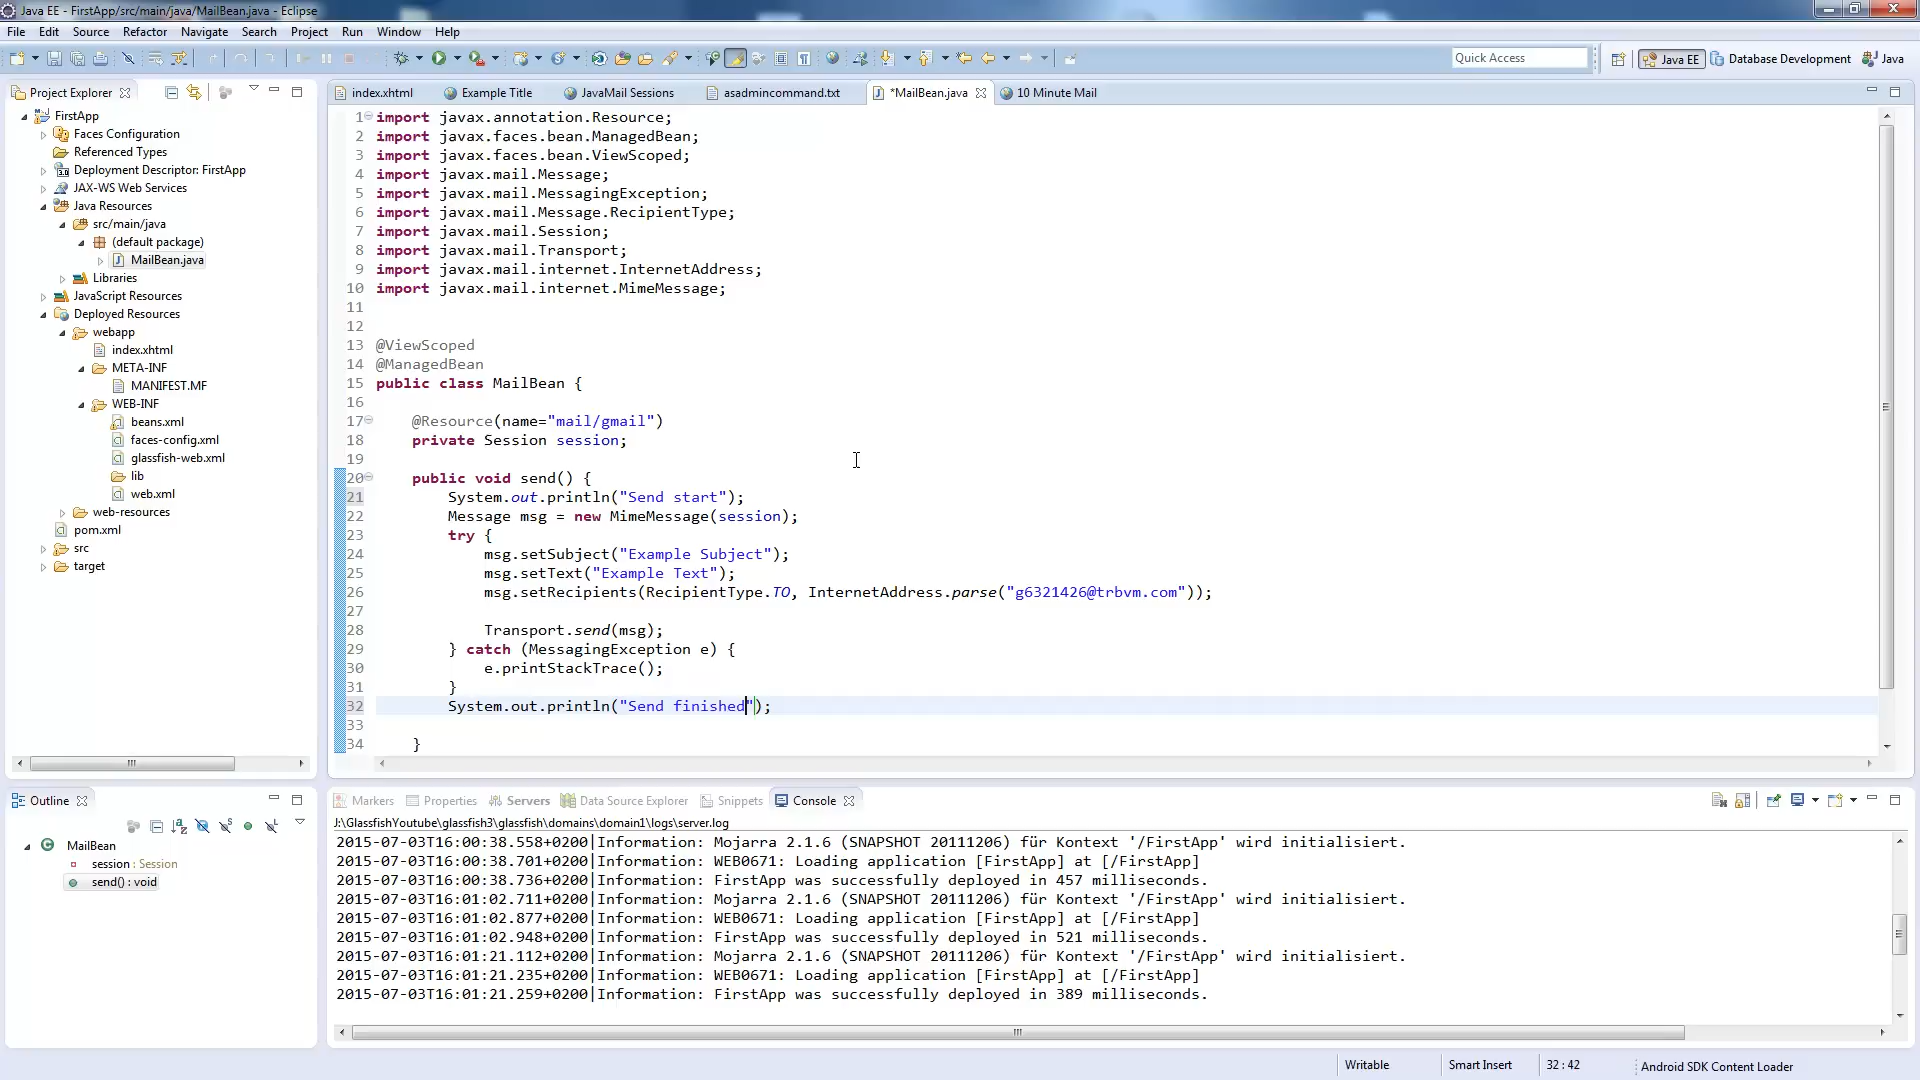 Java EE - FirstApp/src/main/java/MailBean.java - Eclipse
File Edit Source Refactor Navigate Search Project Run Window Help
Quick Access
Java EE Database Development Java
Project Explorer
FirstApp
Faces Configuration
Referenced Types
Deployment Descriptor: FirstApp
JAX-WS Web Services
Java Resources
src/main/java
(default package)
MailBean.java
Libraries
JavaScript Resources
Deployed Resources
webapp
index.xhtml
META-INF
MANIFEST.MF
WEB-INF
beans.xml
faces-config.xml
glassfish-web.xml
lib
web.xml
web-resources
pom.xml
src
target
index.xhtml Example Title JavaMail Sessions asadmincommand.txt *MailBean.java 10 Minute Mail
1 import javax.annotation.Resource;
2 import javax.faces.bean.ManagedBean;
3 import javax.faces.bean.ViewScoped;
4 import javax.mail.Message;
5 import javax.mail.MessagingException;
6 import javax.mail.Message.RecipientType;
7 import javax.mail.Session;
8 import javax.mail.Transport;
9 import javax.mail.internet.InternetAddress;
10 import javax.mail.internet.MimeMessage;
11
12
13 @ViewScoped
14 @ManagedBean
15 public class MailBean {
16
17 @Resource(name="mail/gmail")
18 private Session session;
19
20 public void send() {
21 System.out.println("Send start");
22 Message msg = new MimeMessage(session);
23 try {
24 msg.setSubject("Example Subject");
25 msg.setText("Example Text");
26 msg.setRecipients(RecipientType.TO, InternetAddress.parse("g6321426@trbvm.com"));
27
28 Transport.send(msg);
29 } catch (MessagingException e) {
30 e.printStackTrace();
31 }
32 System.out.println("Send finished");
33
34 }
Outline
MailBean
session : Session
send() : void
Markers Properties Servers Data Source Explorer Snippets Console
J:\GlassfishYoutube\glassfish3\glassfish\domains\domain1\logs\server.log
2015-07-03T16:00:38.558+0200|Information: Mojarra 2.1.6 (SNAPSHOT 20111206) für Kontext '/FirstApp' wird initialisiert.
2015-07-03T16:00:38.701+0200|Information: WEB0671: Loading application [FirstApp] at [/FirstApp]
2015-07-03T16:00:38.736+0200|Information: FirstApp was successfully deployed in 457 milliseconds.
2015-07-03T16:01:02.711+0200|Information: Mojarra 2.1.6 (SNAPSHOT 20111206) für Kontext '/FirstApp' wird initialisiert.
2015-07-03T16:01:02.877+0200|Information: WEB0671: Loading application [FirstApp] at [/FirstApp]
2015-07-03T16:01:02.948+0200|Information: FirstApp was successfully deployed in 521 milliseconds.
2015-07-03T16:01:21.112+0200|Information: Mojarra 2.1.6 (SNAPSHOT 20111206) für Kontext '/FirstApp' wird initialisiert.
2015-07-03T16:01:21.235+0200|Information: WEB0671: Loading application [FirstApp] at [/FirstApp]
2015-07-03T16:01:21.259+0200|Information: FirstApp was successfully deployed in 389 milliseconds.
Writable Smart Insert 32 : 42 Android SDK Content Loader